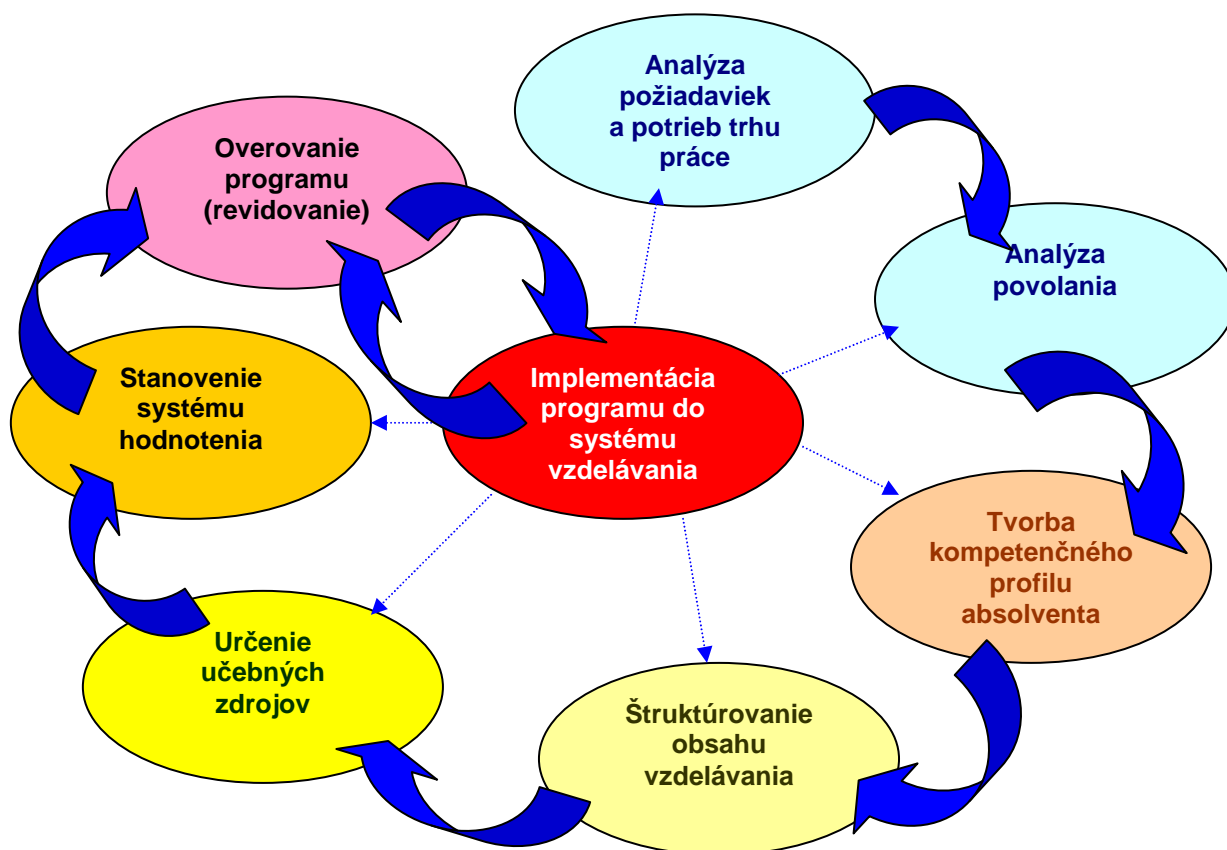 Analýza
požiadaviek
a potrieb trhu
práce
Overovanie
programu
(revidovanie)
Analýza
povolania
Stanovenie
systému
hodnotenia
Implementácia
programu do
systému
vzdelávania
Tvorba
kompetenčného
profilu
absolventa
Určenie
učebných
zdrojov
Štruktúrovanie
obsahu
vzdelávania